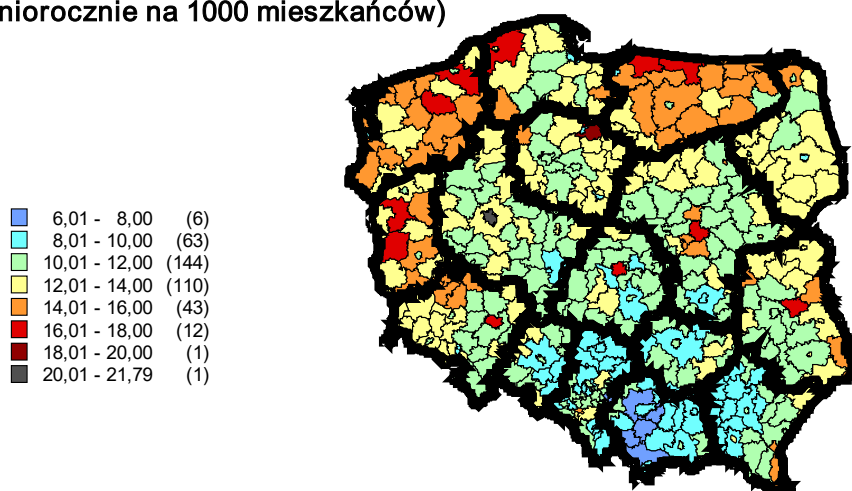 niorocznie na 1000 mieszkańców)
6,01 - 8,00 (6)
8,01 - 10,00 (63)
10,01 - 12,00 (144)
12,01 - 14,00 (110)
14,01 - 16,00 (43)
16,01 - 18,00 (12)
18,01 - 20,00 (1)
20,01 - 21,79 (1)